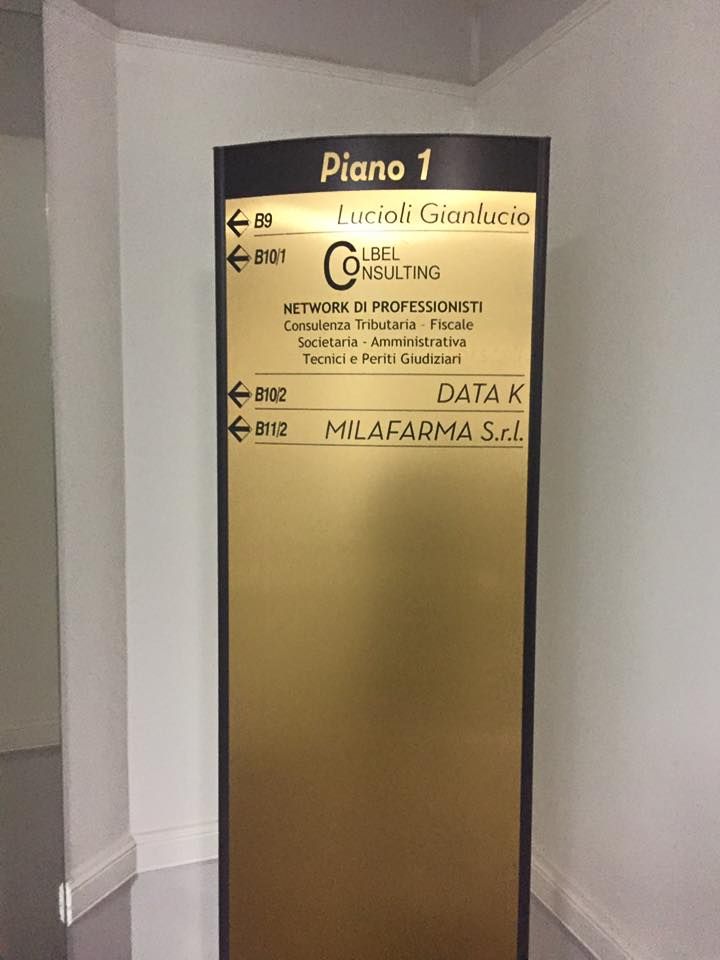 Piano 1
B9 Lucioli Gianlucio
B10/1 COLBEL
CONSULTING
NETWORK DI PROFESSIONISTI
Consulenza Tributaria - Fiscale
Societaria - Amministrativa
Tecnici e Periti Giudiziari
B10/2 DATA K
B11/2 MILAFARMA S.r.l.